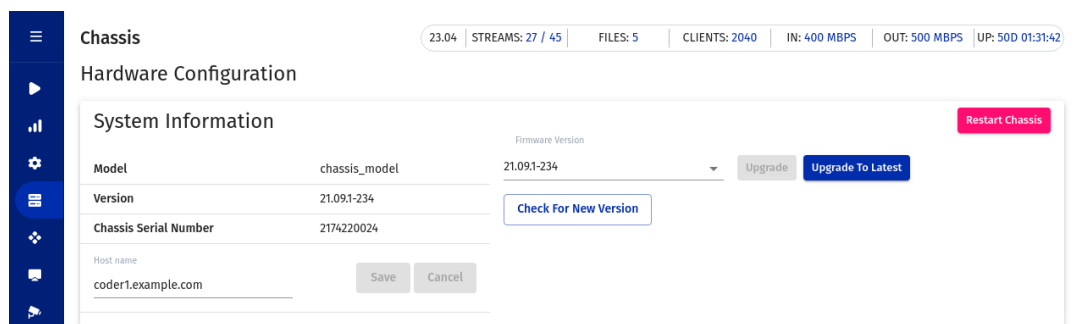 Chassis
23.04 STREAMS: 27 / 45 FILES: 5 CLIENTS: 2040 IN: 400 MBPS OUT: 500 MBPS UP: 50D 01:31:42
Hardware Configuration
System Information
Restart Chassis
Firmware Version
Model chassis_model
21.09.1-234
Upgrade
Upgrade To Latest
Version 21.09.1-234
Check For New Version
Chassis Serial Number 2174220024
Host name
coder1.example.com
Save
Cancel